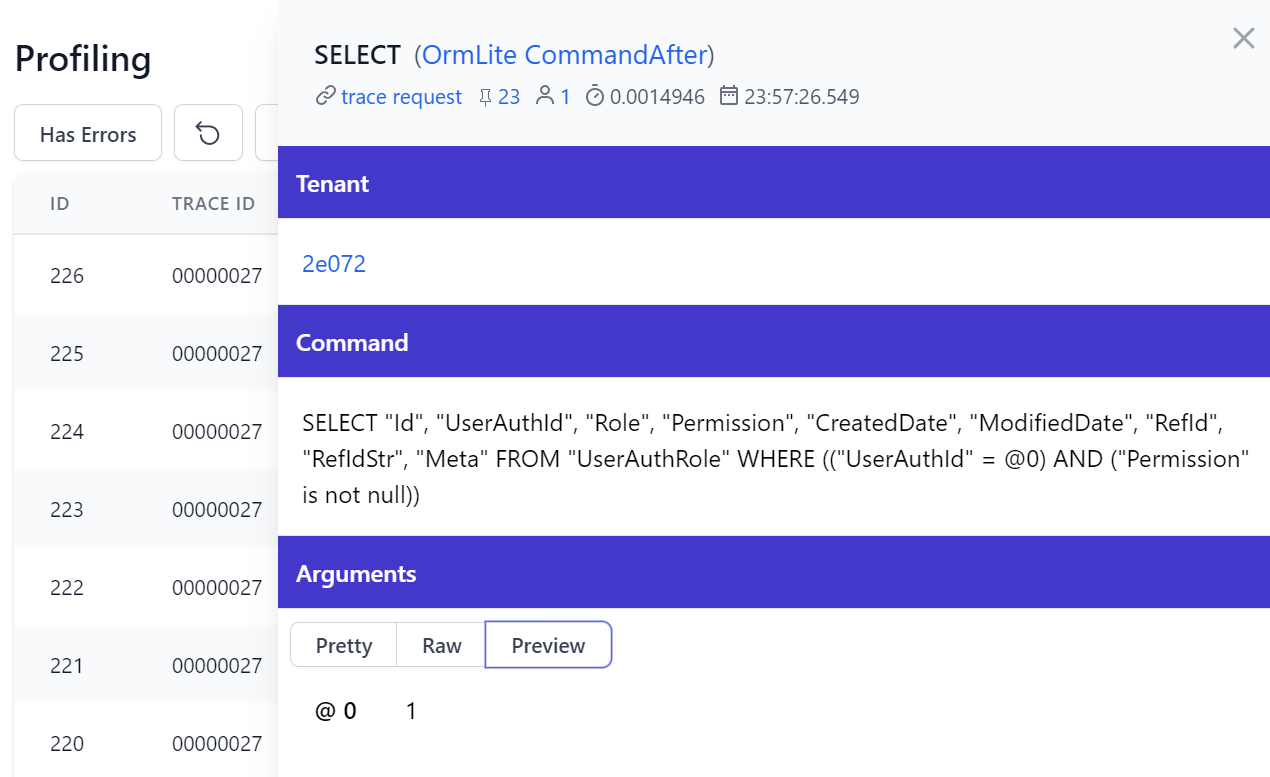 Profiling
Has Errors
ID TRACE ID
226 00000027
225 00000027
224 00000027
223 00000027
222 00000027
221 00000027
220 00000027
SELECT (OrmLite CommandAfter)
trace request 23 1 0.0014946 23:57:26.549
Tenant
2e072
Command
SELECT "Id", "UserAuthId", "Role", "Permission", "CreatedDate", "ModifiedDate", "RefId",
"RefIdStr", "Meta" FROM "UserAuthRole" WHERE (("UserAuthId" = @0) AND ("Permission"
is not null))
Arguments
Pretty Raw Preview
@ 0 1